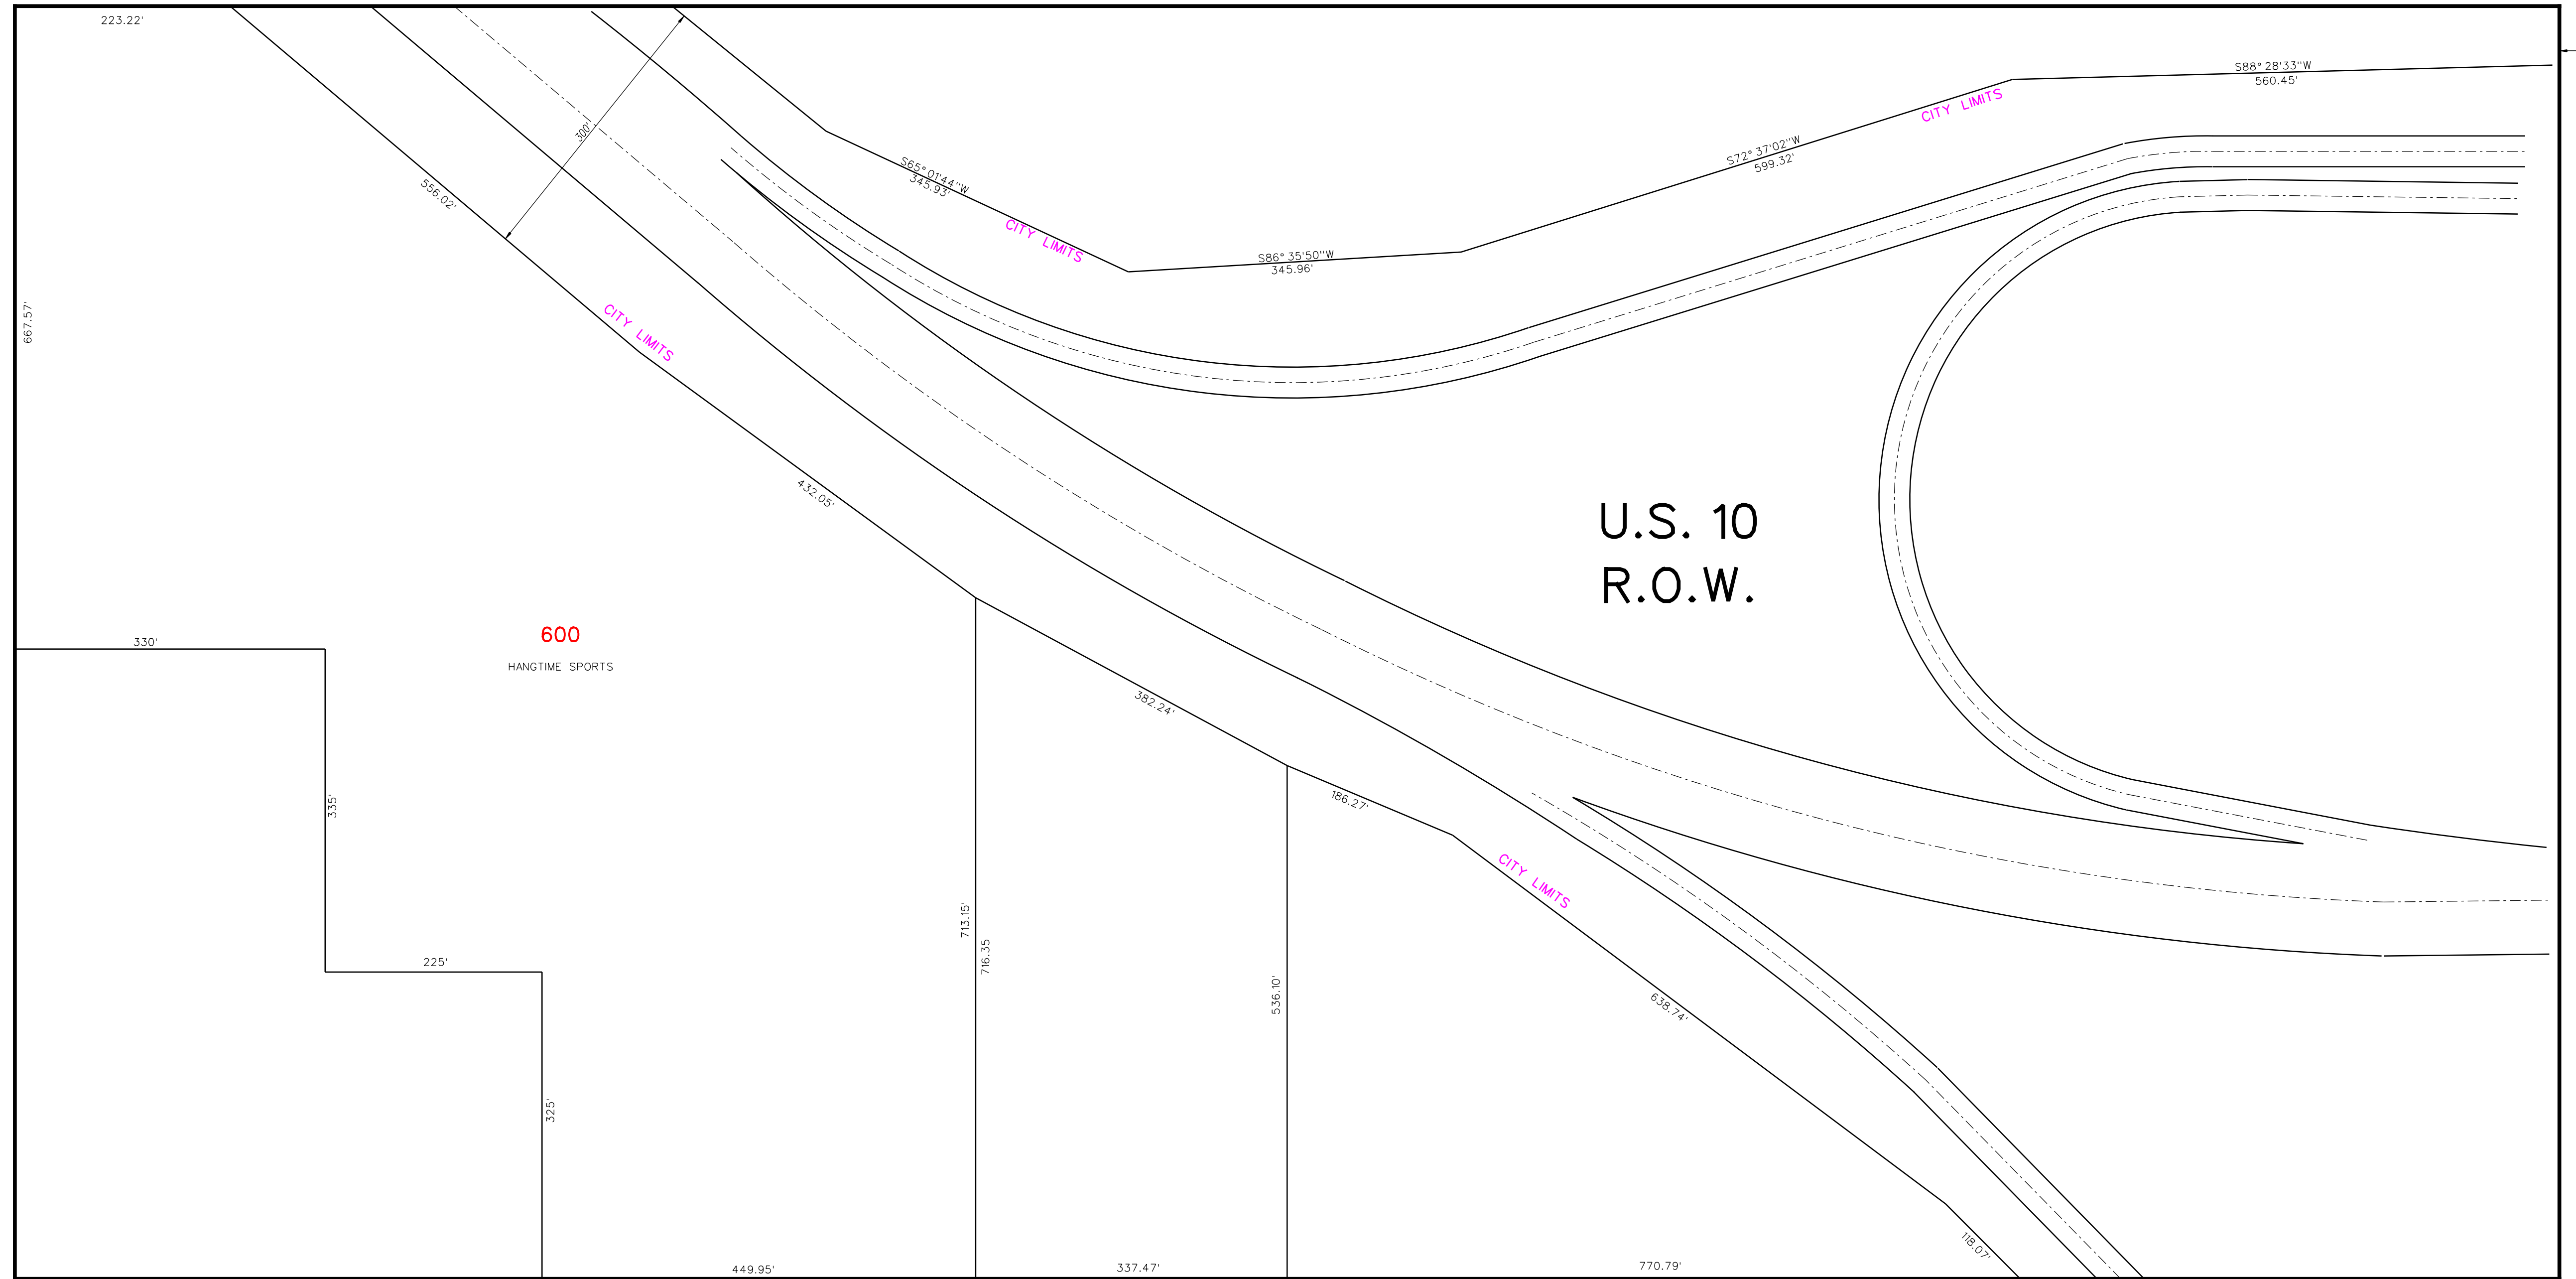 223.22'
S88° 28'33"W
560.45'
CITY LIMITS
300'
S72° 37'02"W
599.32'
S65° 01'44"W
345.93'
556.02'
CITY LIMITS
S86° 35'50"W
345.96'
667.57'
CITY LIMITS
432.05'
U.S. 10
R.O.W.
600
HANGTIME SPORTS
330'
382.24'
335'
186.27'
CITY LIMITS
713.15'
716.35
225'
536.10'
638.74'
325'
118.07'
449.95'
337.47'
770.79'